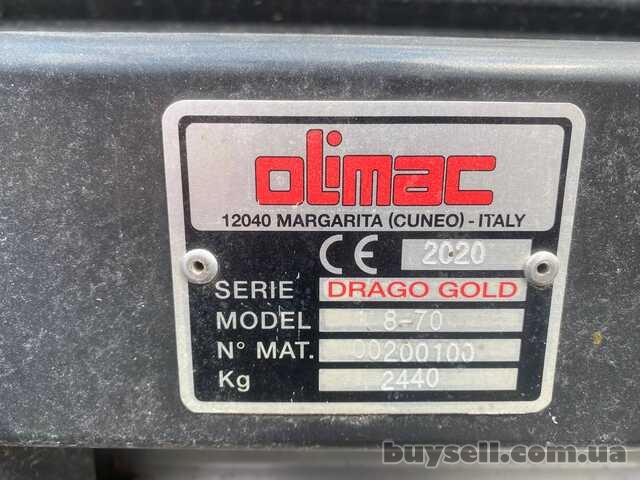 olimac
12040 MARGARITA (CUNEO) - ITALY
CE 2020
SERIE DRAGO GOLD
MODEL 8-70
N° MAT. 00200100
Kg 2440
buysell.com.ua